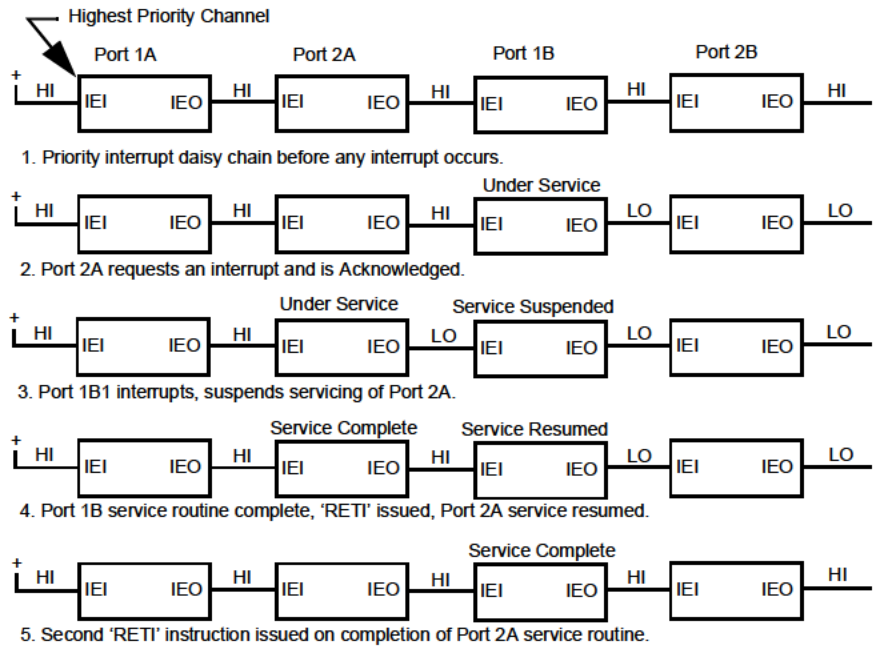 Highest Priority Channel
Port 1A Port 2A Port 1B Port 2B
+ HI IEI IEO HI IEI IEO HI IEI IEO HI IEI IEO HI
1. Priority interrupt daisy chain before any interrupt occurs.
Under Service
+ HI IEI IEO HI IEI IEO HI IEI IEO LO IEI IEO LO
2. Port 2A requests an interrupt and is Acknowledged.
Under Service Service Suspended
+ HI IEI IEO HI IEI IEO LO IEI IEO LO IEI IEO LO
3. Port 1B1 interrupts, suspends servicing of Port 2A.
Service Complete Service Resumed
+ HI IEI IEO HI IEI IEO HI IEI IEO LO IEI IEO LO
4. Port 1B service routine complete, ‘RETI’ issued, Port 2A service resumed.
Service Complete
+ HI IEI IEO HI IEI IEO HI IEI IEO HI IEI IEO HI
5. Second ‘RETI’ instruction issued on completion of Port 2A service routine.